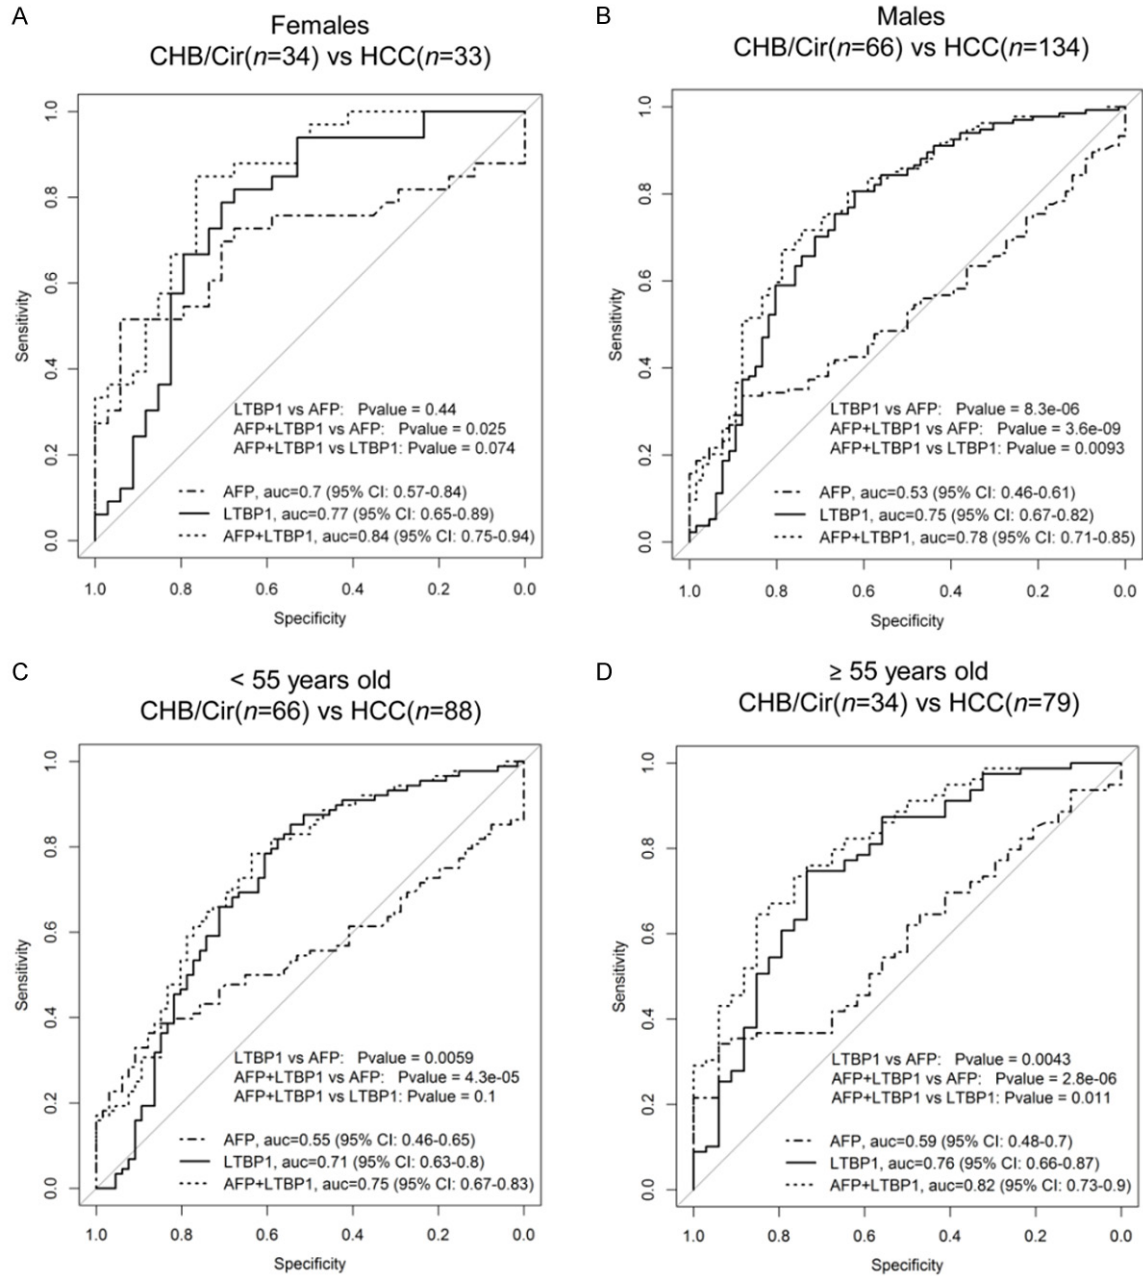 A
Females
CHB/Cir(n=34) vs HCC(n=33)
1.0
0.8
0.6
0.4
0.2
0.0
Sensitivity
LTBP1 vs AFP: Pvalue = 0.44
AFP+LTBP1 vs AFP: Pvalue = 0.025
AFP+LTBP1 vs LTBP1: Pvalue = 0.074
AFP, auc=0.7 (95% CI: 0.57-0.84)
LTBP1, auc=0.77 (95% CI: 0.65-0.89)
AFP+LTBP1, auc=0.84 (95% CI: 0.75-0.94)
1.0 0.8 0.6 0.4 0.2 0.0
Specificity
B
Males
CHB/Cir(n=66) vs HCC(n=134)
1.0
0.8
0.6
0.4
0.2
0.0
Sensitivity
LTBP1 vs AFP: Pvalue = 8.3e-06
AFP+LTBP1 vs AFP: Pvalue = 3.6e-09
AFP+LTBP1 vs LTBP1: Pvalue = 0.0093
AFP, auc=0.53 (95% CI: 0.46-0.61)
LTBP1, auc=0.75 (95% CI: 0.67-0.82)
AFP+LTBP1, auc=0.78 (95% CI: 0.71-0.85)
1.0 0.8 0.6 0.4 0.2 0.0
Specificity
C
< 55 years old
CHB/Cir(n=66) vs HCC(n=88)
1.0
0.8
0.6
0.4
0.2
0.0
Sensitivity
LTBP1 vs AFP: Pvalue = 0.0059
AFP+LTBP1 vs AFP: Pvalue = 4.3e-05
AFP+LTBP1 vs LTBP1: Pvalue = 0.1
AFP, auc=0.55 (95% CI: 0.46-0.65)
LTBP1, auc=0.71 (95% CI: 0.63-0.8)
AFP+LTBP1, auc=0.75 (95% CI: 0.67-0.83)
1.0 0.8 0.6 0.4 0.2 0.0
Specificity
D
≥ 55 years old
CHB/Cir(n=34) vs HCC(n=79)
1.0
0.8
0.6
0.4
0.2
0.0
Sensitivity
LTBP1 vs AFP: Pvalue = 0.0043
AFP+LTBP1 vs AFP: Pvalue = 2.8e-06
AFP+LTBP1 vs LTBP1: Pvalue = 0.011
AFP, auc=0.59 (95% CI: 0.48-0.7)
LTBP1, auc=0.76 (95% CI: 0.66-0.87)
AFP+LTBP1, auc=0.82 (95% CI: 0.73-0.9)
1.0 0.8 0.6 0.4 0.2 0.0
Specificity